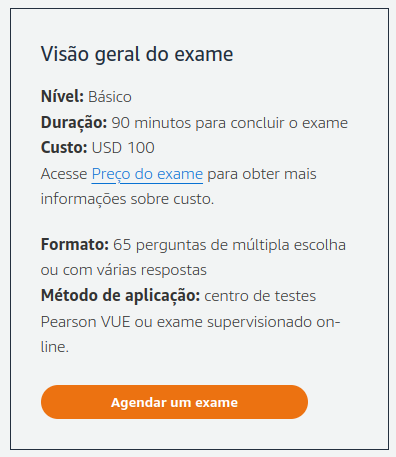 Visão geral do exame
Nível: Básico
Duração: 90 minutos para concluir o exame
Custo: USD 100
Acesse Preço do exame para obter mais
informações sobre custo.
Formato: 65 perguntas de múltipla escolha
ou com várias respostas
Método de aplicação: centro de testes
Pearson VUE ou exame supervisionado on-
line.
Agendar um exame